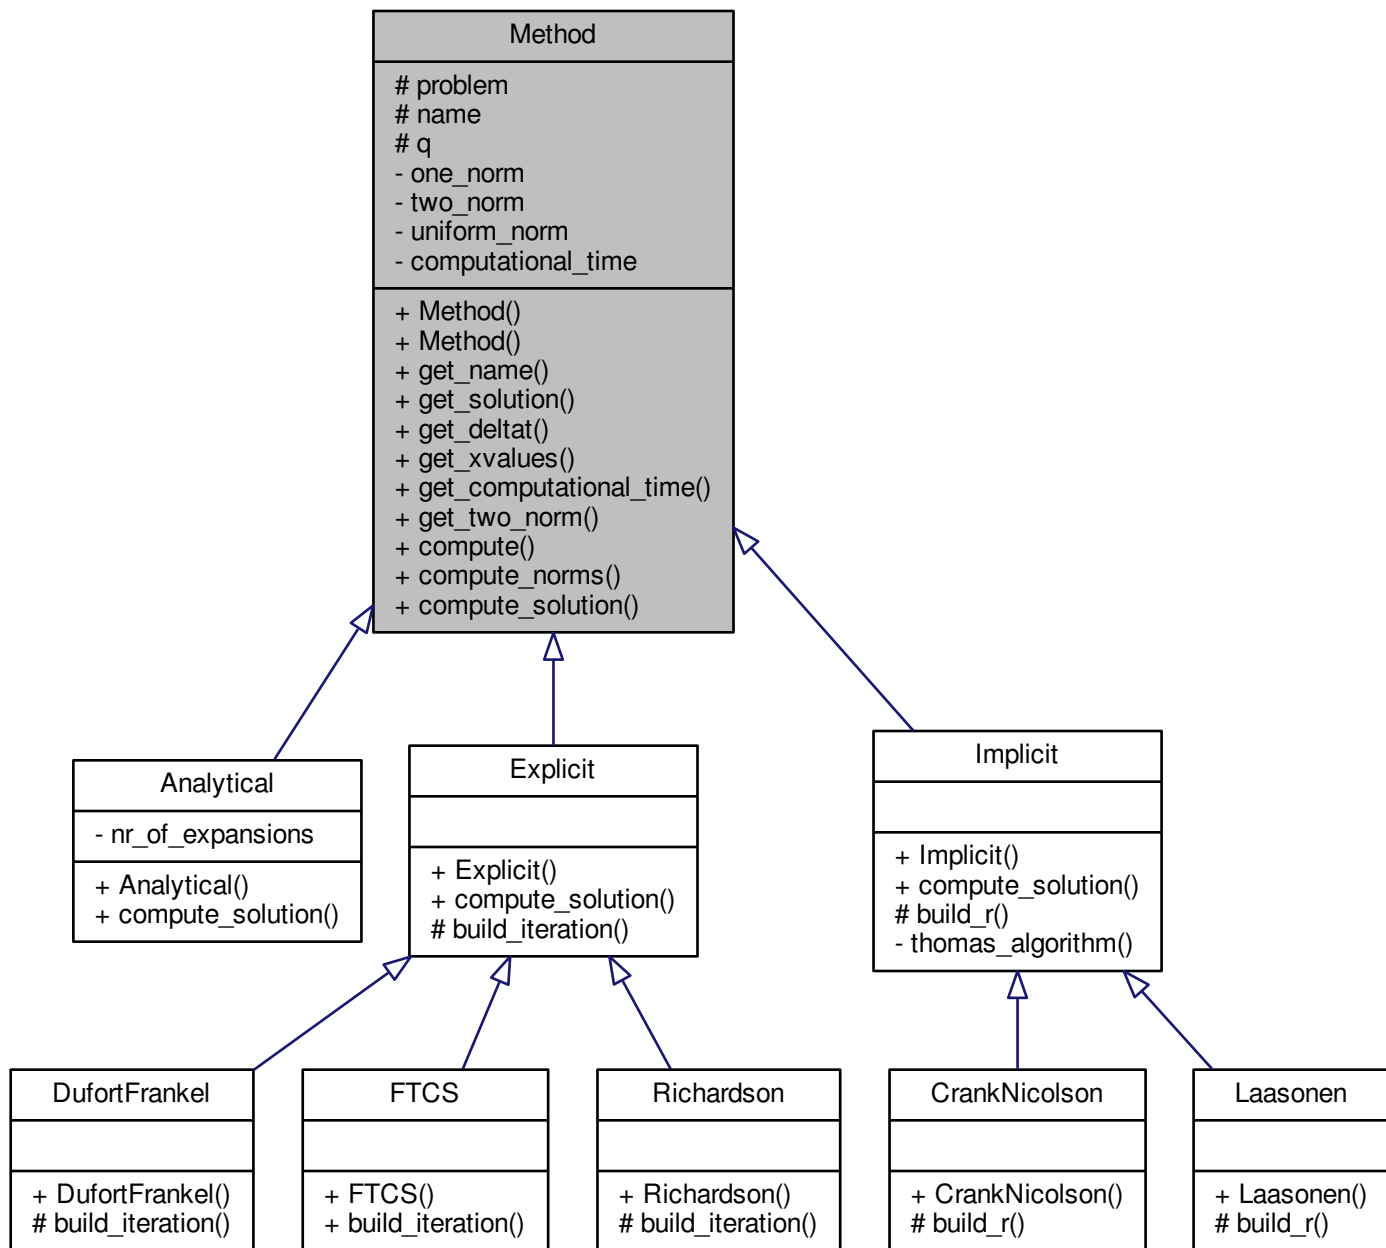 Method
# problem
# name
# q
- one_norm
- two_norm
- uniform_norm
- computational_time
+ Method()
+ Method()
+ get_name()
+ get_solution()
+ get_deltat()
+ get_xvalues()
+ get_computational_time()
+ get_two_norm()
+ compute()
+ compute_norms()
+ compute_solution()
Analytical
- nr_of_expansions
+ Analytical()
+ compute_solution()
Explicit
+ Explicit()
+ compute_solution()
# build_iteration()
Implicit
+ Implicit()
+ compute_solution()
# build_r()
- thomas_algorithm()
DufortFrankel
+ DufortFrankel()
# build_iteration()
FTCS
+ FTCS()
+ build_iteration()
Richardson
+ Richardson()
# build_iteration()
CrankNicolson
+ CrankNicolson()
# build_r()
Laasonen
+ Laasonen()
# build_r()